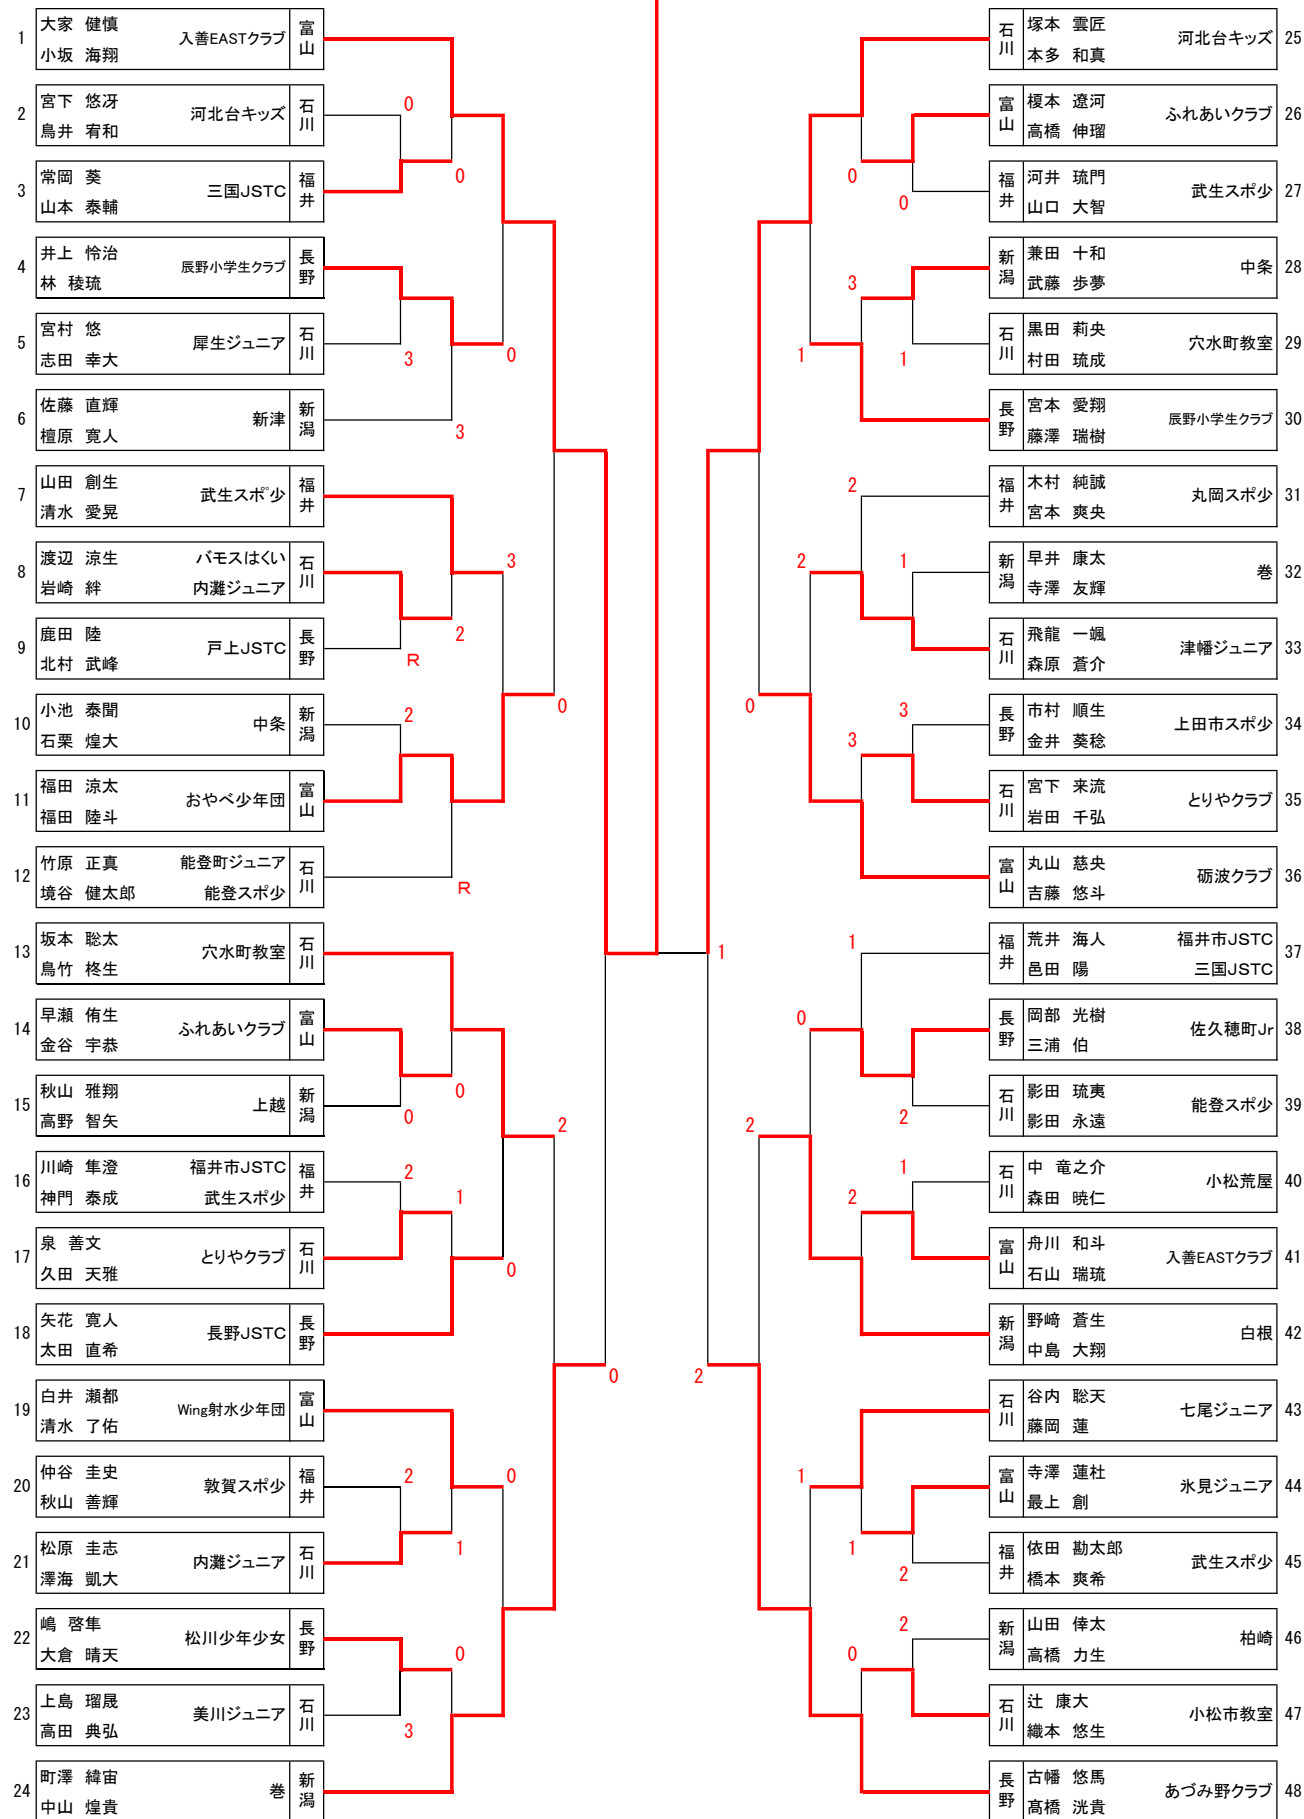 1 大家 健慎 小坂 海翔 入善EASTクラブ 富山
2 宮下 悠冴 鳥井 宥和 河北台キッズ 石川
0
3 常岡 葵 山本 泰輔 三国JSTC 福井
0
4 井上 怜治 林 稜琉 辰野小学生クラブ 長野
5 宮村 悠 志田 幸大 犀生ジュニア 石川
3
0
6 佐藤 直輝 檀原 寛人 新津 新潟
3
7 山田 創生 清水 愛晃 武生スポ少 福井
8 渡辺 涼生 バモスはくい 岩崎 絆 内灘ジュニア 石川
3
9 鹿田 陸 北村 武峰 戸上JSTC 長野
2
R
10 小池 泰聞 石栗 煌大 中条 新潟
2
0
11 福田 涼太 福田 陸斗 おやべ少年団 富山
12 竹原 正真 能登町ジュニア 境谷 健太郎 能登スポ少 石川
R
13 坂本 聡太 鳥竹 柊生 穴水町教室 石川
14 早瀬 侑生 金谷 宇恭 ふれあいクラブ 富山
0
15 秋山 雅翔 高野 智矢 上越 新潟
0
2
16 川崎 隼澄 福井市JSTC 神門 泰成 武生スポ少 福井
2
1
17 泉 善文 久田 天雅 とりやクラブ 石川
0
18 矢花 寛人 太田 直希 長野JSTC 長野
0
19 白井 瀬都 清水 了佑 Wing射水少年団 富山
20 仲谷 圭史 秋山 善輝 敦賀スポ少 福井
2
0
21 松原 圭志 澤海 凱大 内灘ジュニア 石川
1
22 嶋 啓隼 大倉 晴天 松川少年少女 長野
0
23 上島 瑠晟 高田 典弘 美川ジュニア 石川
3
24 町澤 緯宙 中山 煌貴 巻 新潟
石川 塚本 雲匠 本多 和真 河北台キッズ 25
富山 榎本 遼河 高橋 伸瑠 ふれあいクラブ 26
0
福井 河井 琉門 山口 大智 武生スポ少 27
0
新潟 兼田 十和 武藤 歩夢 中条 28
3
石川 黒田 莉央 村田 琉成 穴水町教室 29
1
1
長野 宮本 愛翔 藤澤 瑞樹 辰野小学生クラブ 30
福井 木村 純誠 宮本 爽央 丸岡スポ少 31
2
新潟 早井 康太 寺澤 友輝 巻 32
2
1
石川 飛龍 一颯 森原 蒼介 津幡ジュニア 33
長野 市村 順生 金井 葵稔 上田市スポ少 34
0
3
3
石川 宮下 来流 岩田 千弘 とりやクラブ 35
富山 丸山 慈央 吉藤 悠斗 砺波クラブ 36
福井 荒井 海人 福井市JSTC 邑田 陽 三国JSTC 37
1
1
長野 岡部 光樹 三浦 伯 佐久穂町Jr 38
0
石川 影田 琉夷 影田 永遠 能登スポ少 39
2
2
石川 中 竜之介 森田 暁仁 小松荒屋 40
1
2
富山 舟川 和斗 石山 瑞琉 入善EASTクラブ 41
新潟 野﨑 蒼生 中島 大翔 白根 42
2
石川 谷内 聡天 藤岡 蓮 七尾ジュニア 43
富山 寺澤 蓮杜 最上 創 氷見ジュニア 44
1
福井 依田 勘太郎 橋本 爽希 武生スポ少 45
1
2
新潟 山田 倖太 高橋 力生 柏崎 46
2
0
石川 辻 康大 織本 悠生 小松市教室 47
長野 古幡 悠馬 髙橋 洸貴 あづみ野クラブ 48